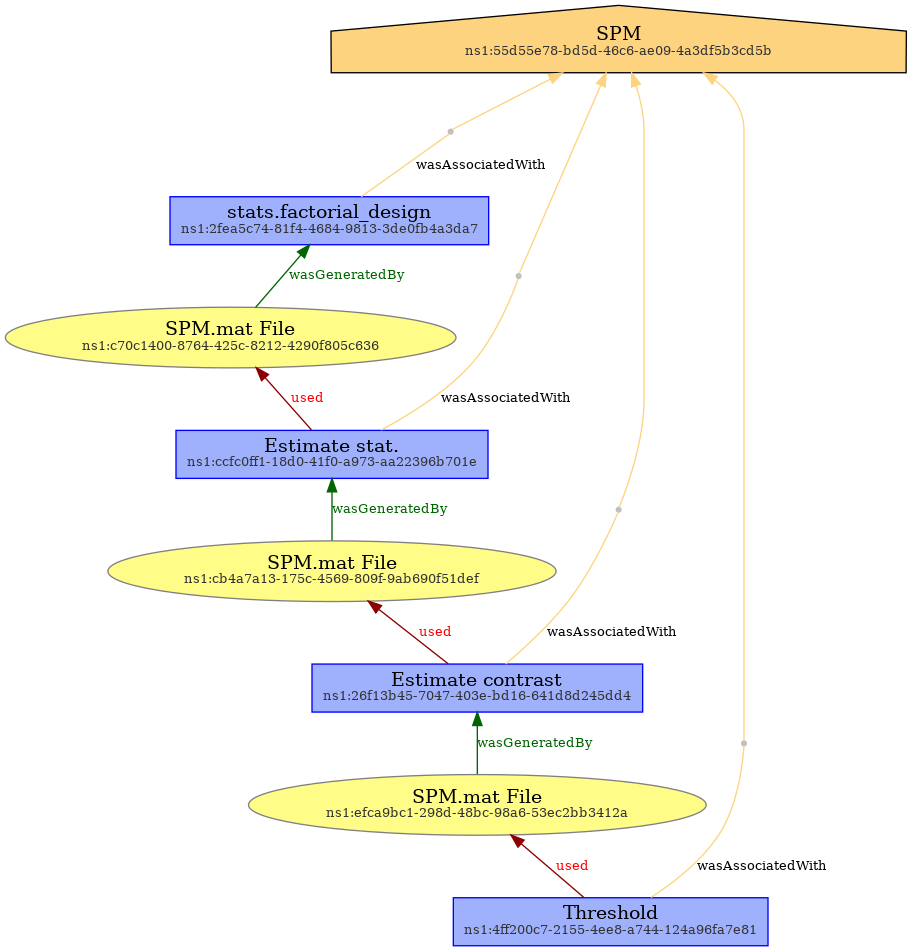 SPM
ns1:55d55e78-bd5d-46c6-ae09-4a3df5b3cd5b
wasAssociatedWith
stats.factorial_design
ns1:2fea5c74-81f4-4684-9813-3de0fb4a3da7
wasGeneratedBy
SPM.mat File
ns1:c70c1400-8764-425c-8212-4290f805c636
used
wasAssociatedWith
Estimate stat.
ns1:ccfc0ff1-18d0-41f0-a973-aa22396b701e
wasGeneratedBy
SPM.mat File
ns1:cb4a7a13-175c-4569-809f-9ab690f51def
used
wasAssociatedWith
Estimate contrast
ns1:26f13b45-7047-403e-bd16-641d8d245dd4
wasGeneratedBy
SPM.mat File
ns1:efca9bc1-298d-48bc-98a6-53ec2bb3412a
used
wasAssociatedWith
Threshold
ns1:4ff200c7-2155-4ee8-a744-124a96fa7e81